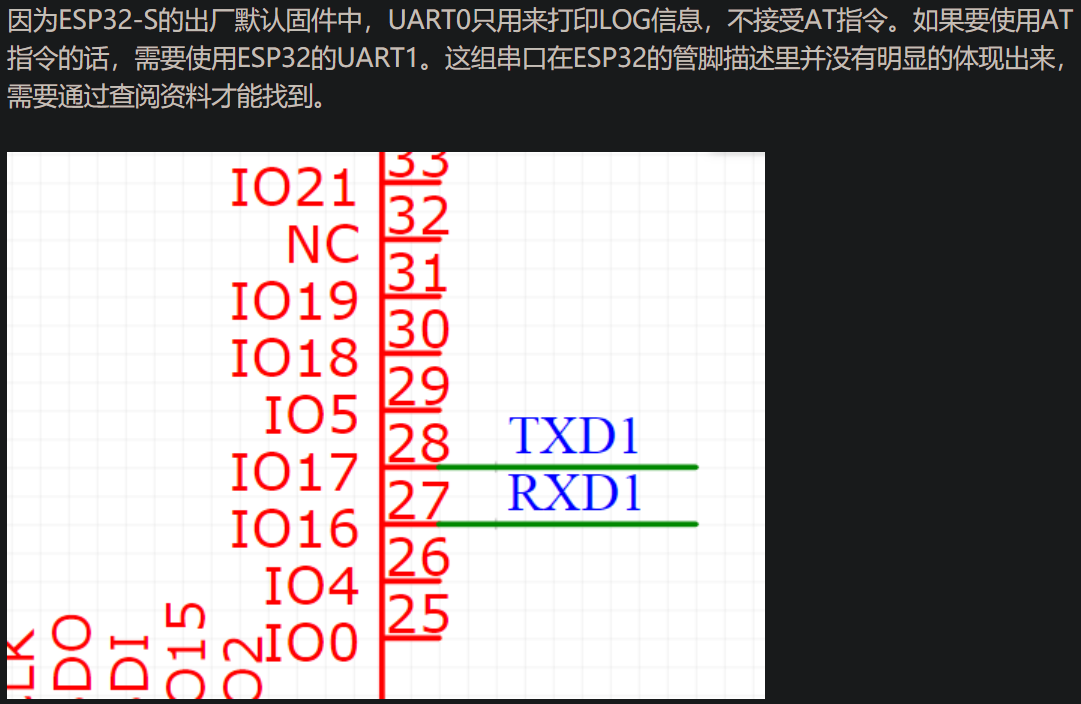 因为ESP32-S的出厂默认固件中，UART0只用来打印LOG信息，不接受AT指令。如果要使用AT
指令的话，需要使用ESP32的UART1。这组串口在ESP32的管脚描述里并没有明显的体现出来，
需要通过查阅资料才能找到。
33
IO21
32
NC
31
IO19
30
IO18
29
IO5
28
TXD1
IO17
27
RXD1
IO16
26
IO4
25
IO0
LK
DO
DI
O15
O2